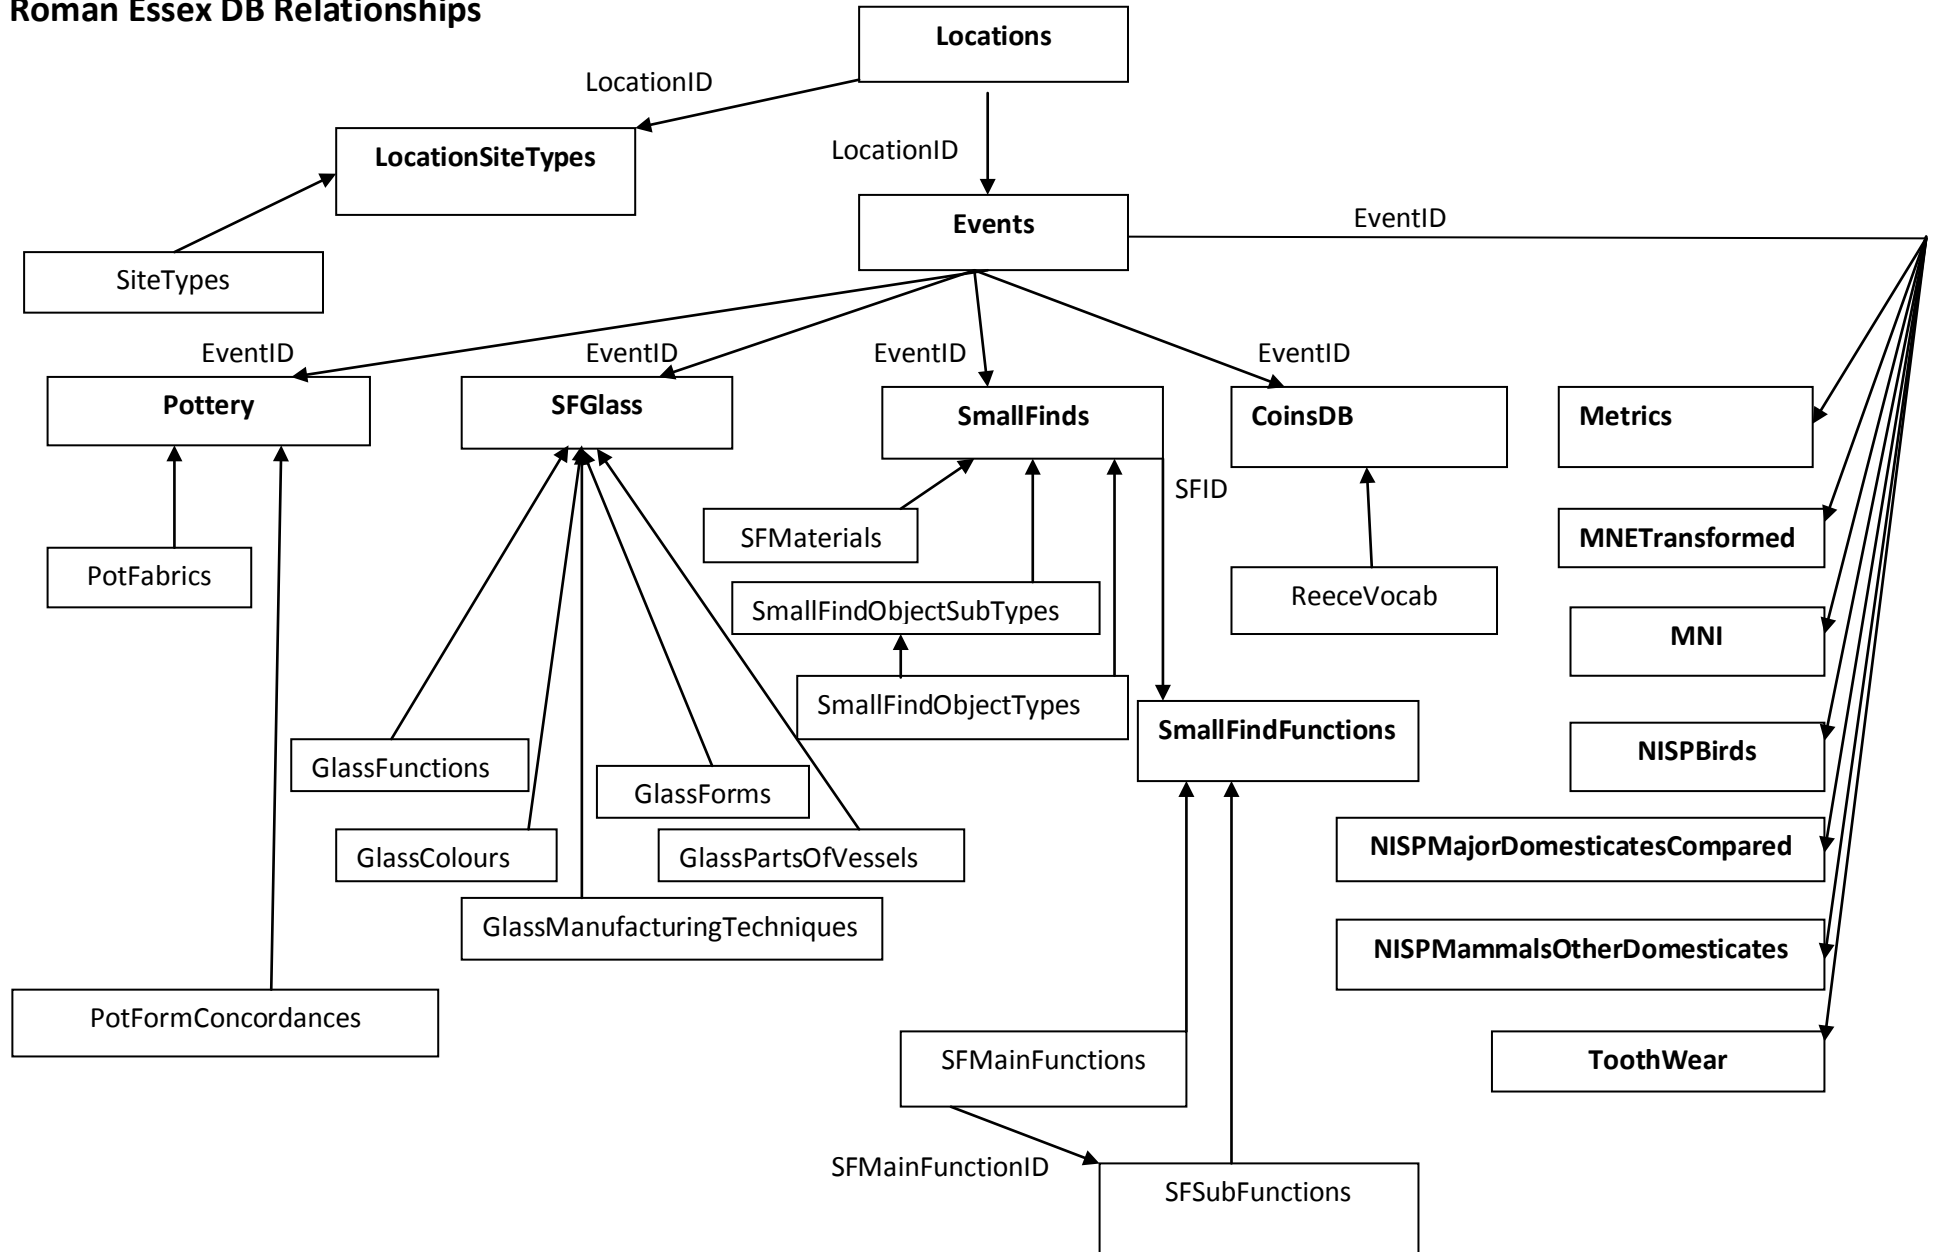 Roman Essex DB Relationships
Locations
LocationID
LocationSiteTypes
LocationID
Events
EventID
SiteTypes
EventID
EventID
EventID
EventID
Pottery
SFGlass
SmallFinds
CoinsDB
Metrics
SFID
SFMaterials
MNETransformed
PotFabrics
SmallFindObjectSubTypes
ReeceVocab
MNI
SmallFindObjectTypes
SmallFindFunctions
NISPBirds
GlassFunctions
GlassForms
GlassColours
GlassPartsOfVessels
NISPMajorDomesticatesCompared
GlassManufacturingTechniques
NISPMammalsOtherDomesticates
PotFormConcordances
SFMainFunctions
ToothWear
SFMainFunctionID
SFSubFunctions